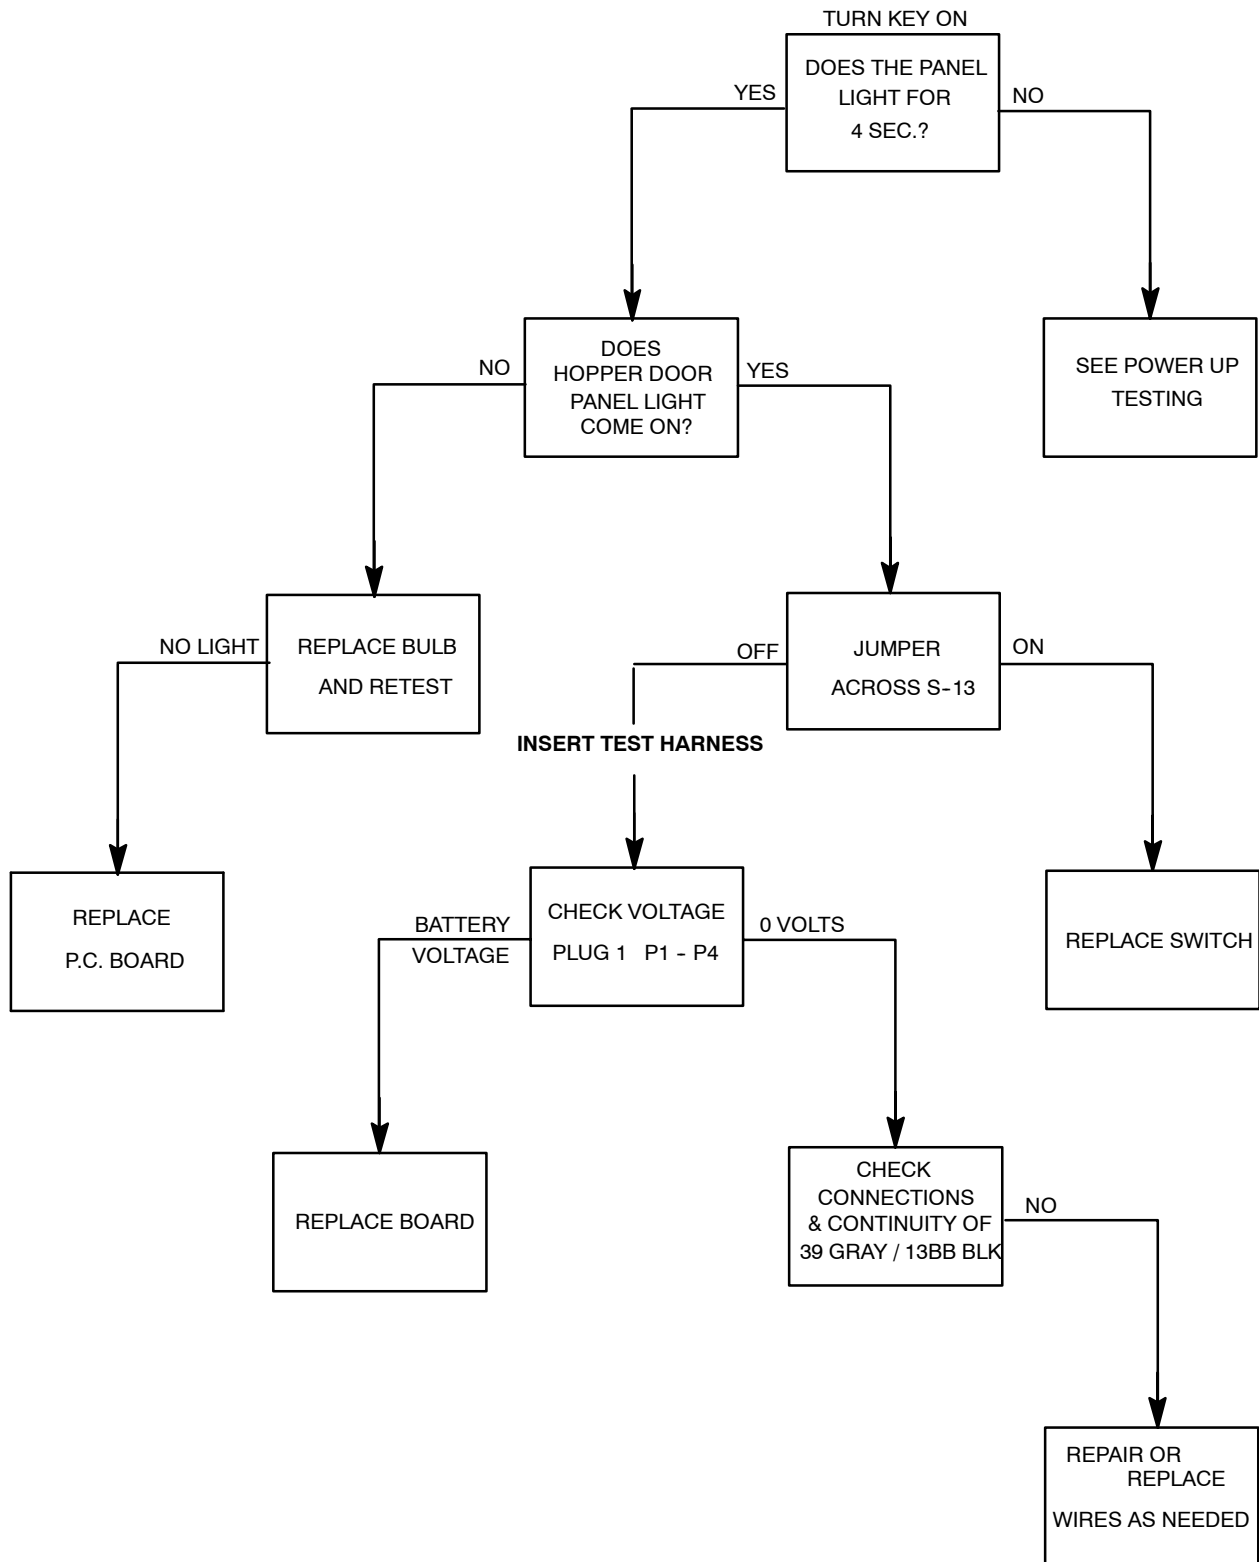 TURN KEY ON
DOES THE PANEL
LIGHT FOR
4 SEC.?
YES
NO
DOES
HOPPER DOOR
PANEL LIGHT
COME ON?
NO
YES
SEE POWER UP
TESTING
REPLACE BULB
AND RETEST
NO LIGHT
JUMPER
ACROSS S-13
OFF
ON
INSERT TEST HARNESS
REPLACE
P.C. BOARD
CHECK VOLTAGE
PLUG 1 P1 - P4
BATTERY
VOLTAGE
0 VOLTS
REPLACE SWITCH
REPLACE BOARD
CHECK
CONNECTIONS
& CONTINUITY OF
39 GRAY / 13BB BLK
NO
REPAIR OR
REPLACE
WIRES AS NEEDED